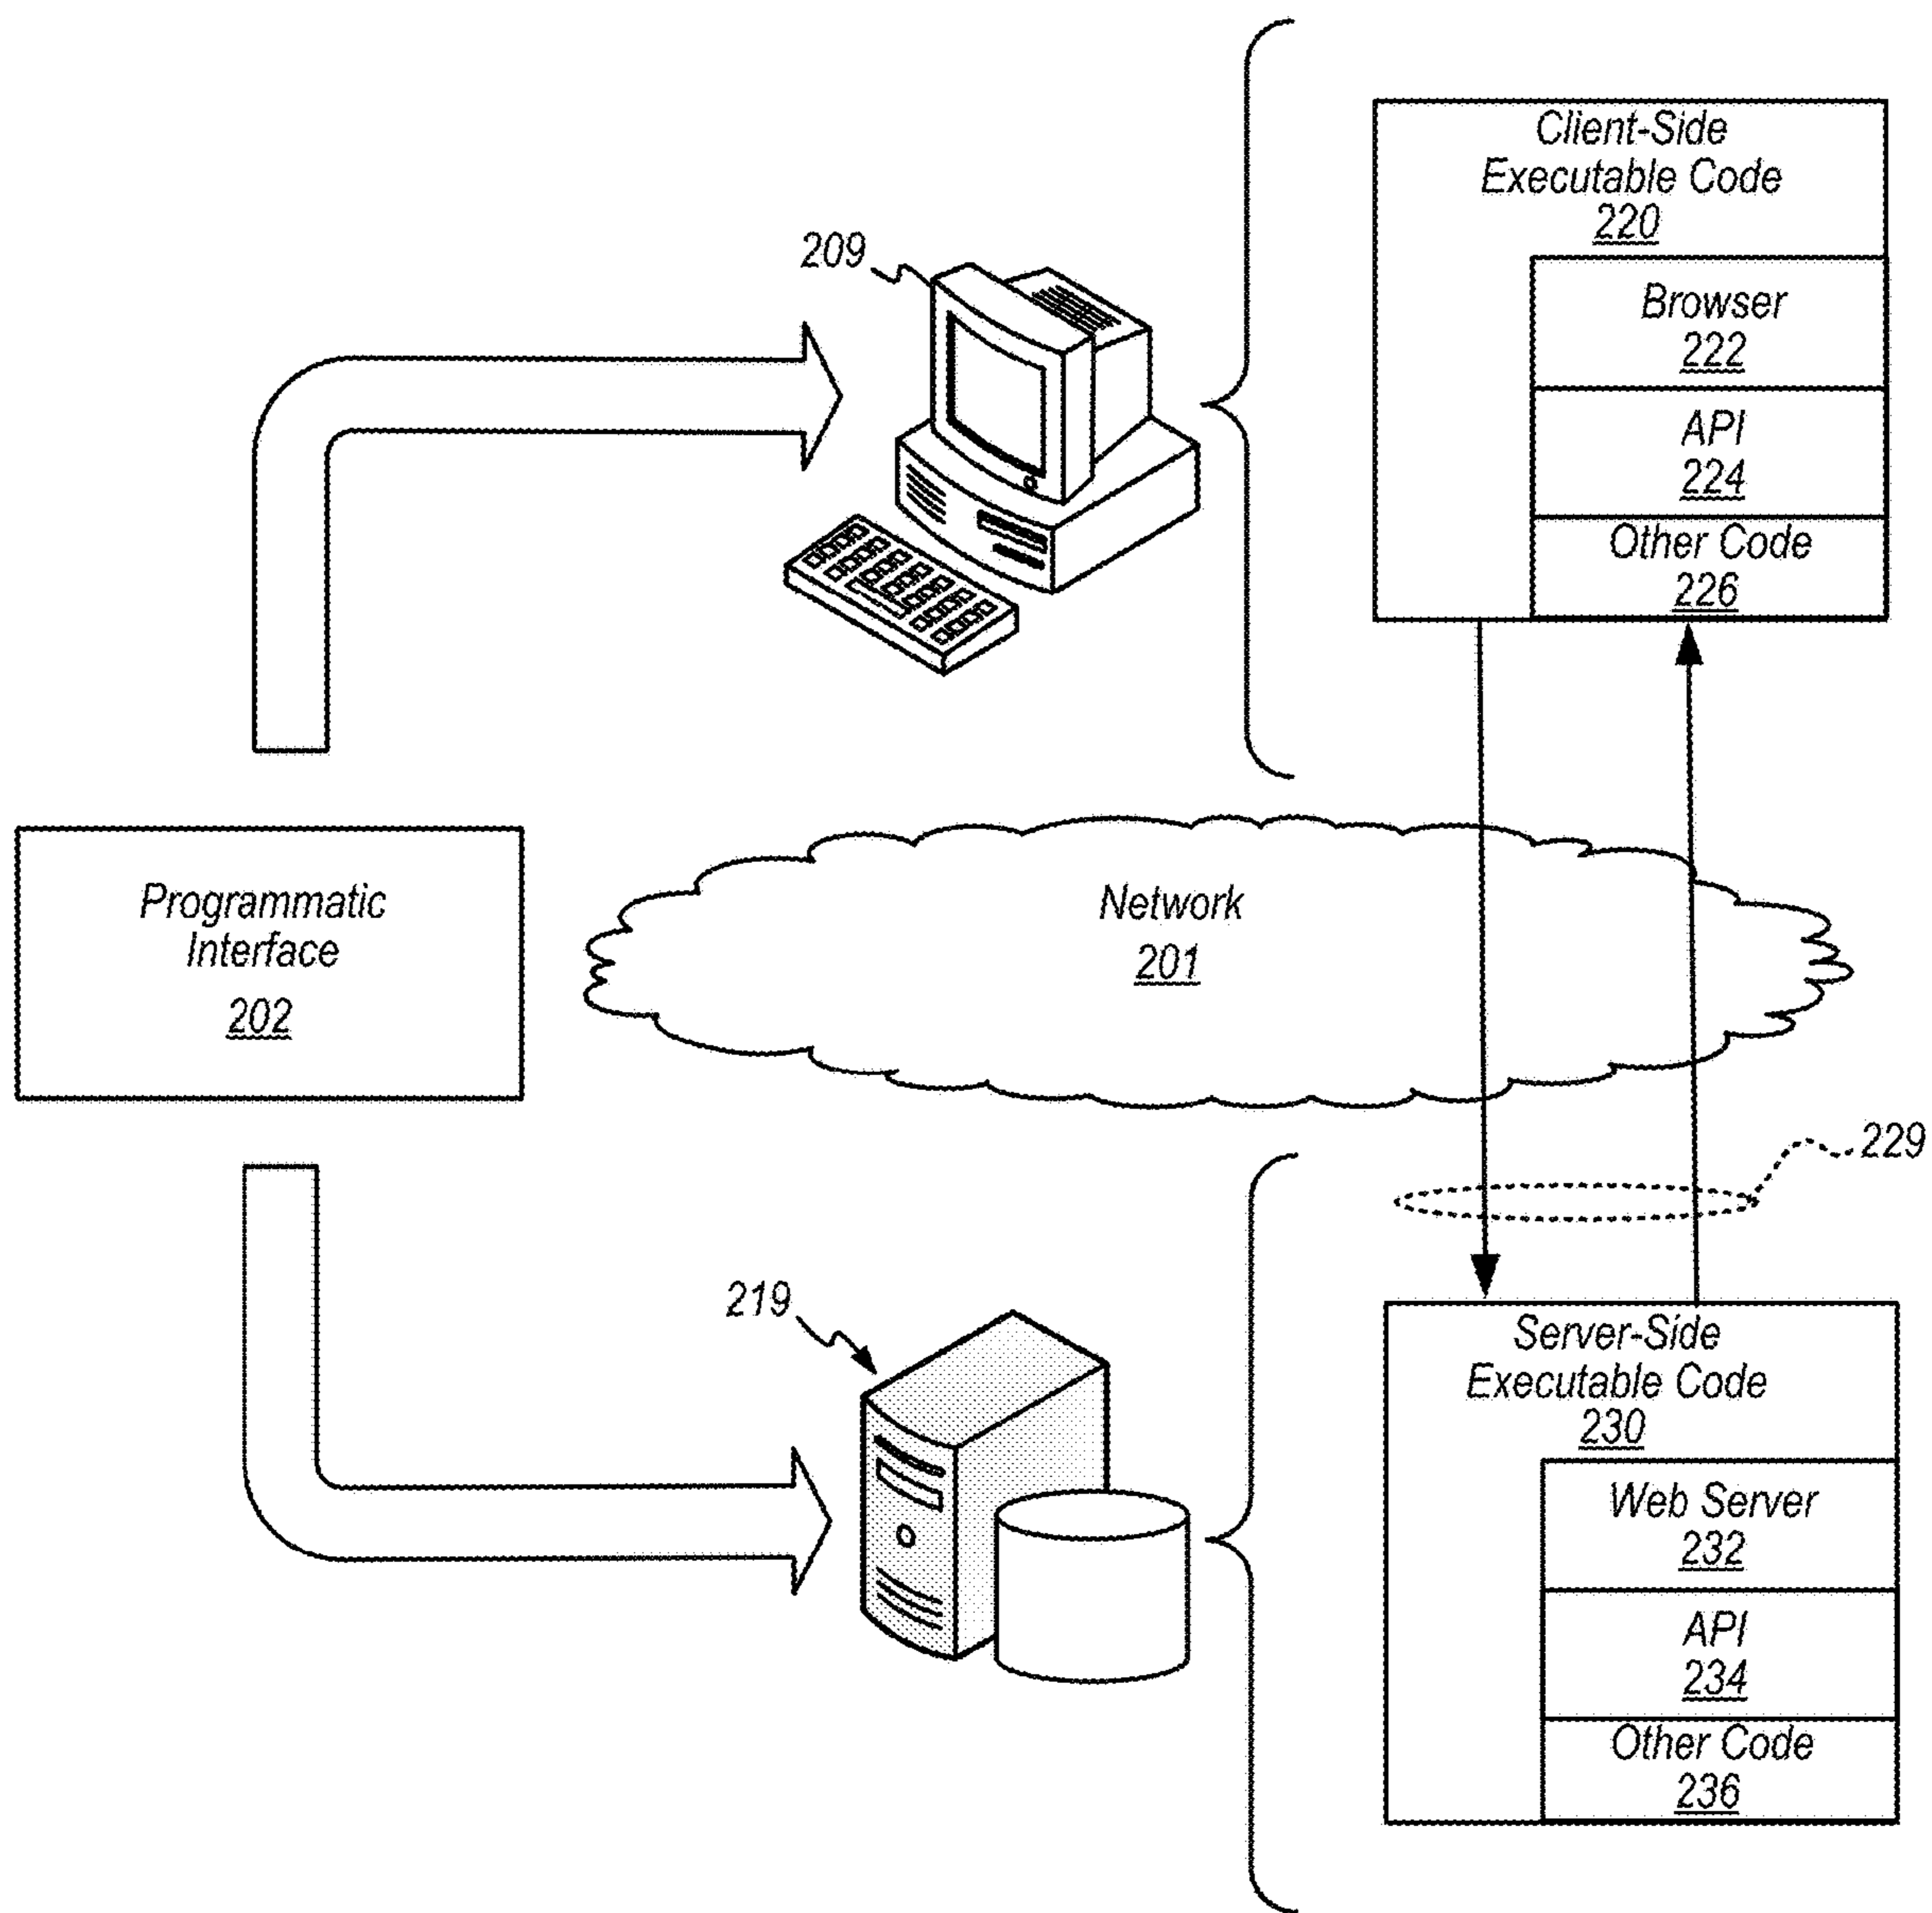 Client-Side
Executable Code
220
Browser
222
API
224
Other Code
226
209
Programmatic
Interface
202
Network
201
229
219
Server-Side
Executable Code
230
Web Server
232
API
234
Other Code
236